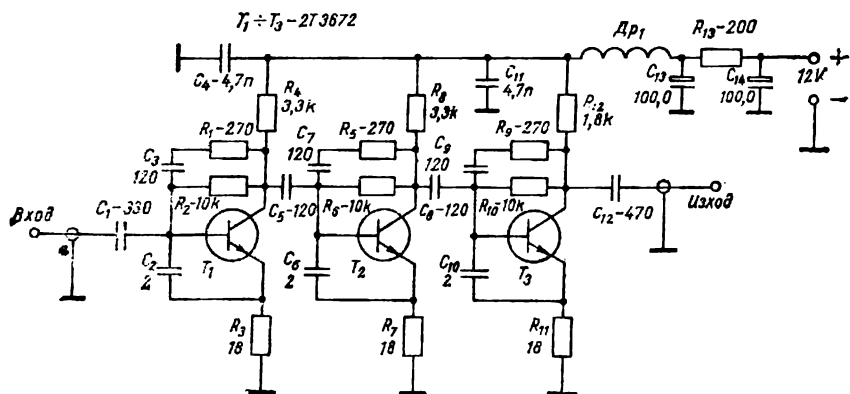 T₁ ÷ T₃ – 2T3672
Др₁
R₁₃–200
C₄–4,7n
R₄
3,3k
R₈
3,3k
C₁₁
4,7n
R₁₂
1,8k
C₁₃
100,0
C₁₄
100,0
12V
+
–
R₁–270
C₃
120
R₂–10k
C₇
120
R₅–270
C₅–120
R₆–10k
C₉
120
R₉–270
C₈–120
R₁₀–10k
C₁₂–470
Изход
Вход
C₁–330
C₂
2
T₁
C₆
2
T₂
C₁₀
2
T₃
R₃
18
R₇
18
R₁₁
18